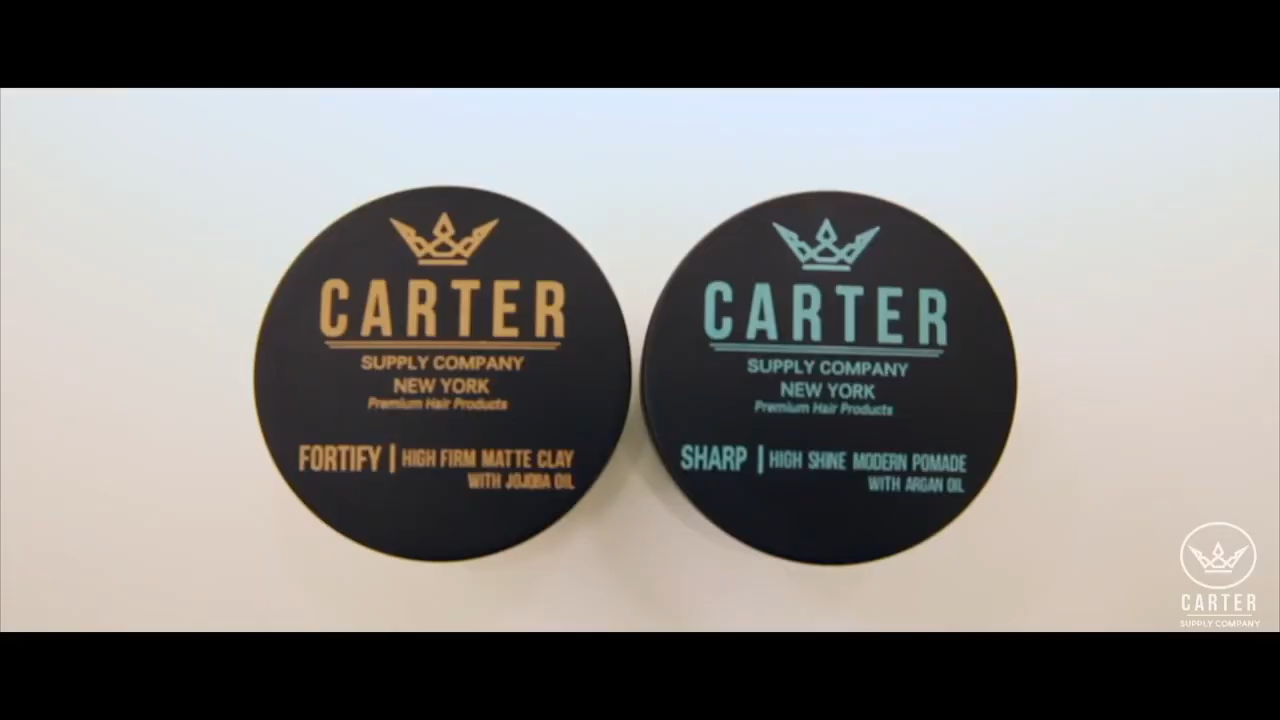 CARTER
SUPPLY COMPANY
NEW YORK
Premium Hair Products
FORTIFY | HIGH FIRM MATTE CLAY
WITH JOJOBA OIL
CARTER
SUPPLY COMPANY
NEW YORK
Premium Hair Products
SHARP | HIGH SHINE MODERN POMADE
WITH ARGAN OIL
CARTER
SUPPLY COMPANY